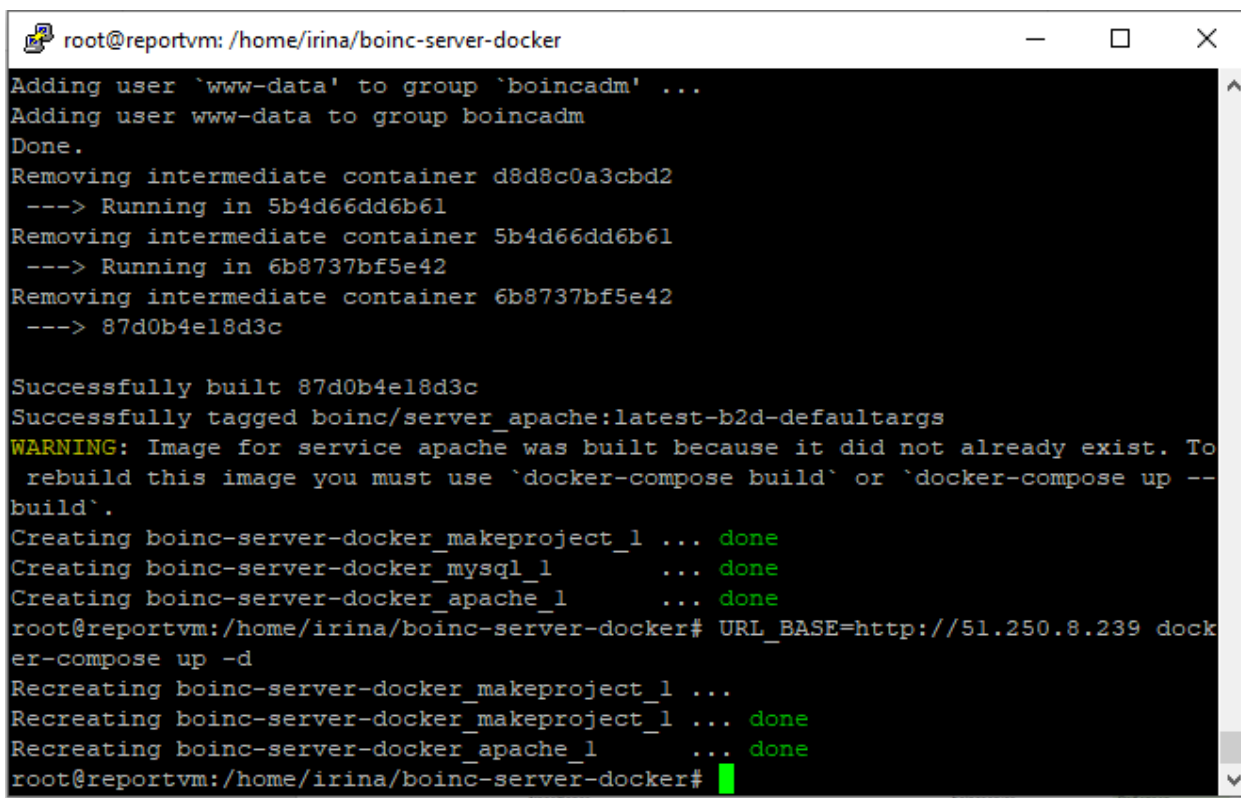 root@reportvm: /home/irina/boinc-server-docker
Adding user `www-data' to group `boincadm' ...
Adding user www-data to group boincadm
Done.
Removing intermediate container d8d8c0a3cbd2
 ---> Running in 5b4d66dd6b61
Removing intermediate container 5b4d66dd6b61
 ---> Running in 6b8737bf5e42
Removing intermediate container 6b8737bf5e42
 ---> 87d0b4e18d3c
Successfully built 87d0b4e18d3c
Successfully tagged boinc/server_apache:latest-b2d-defaultargs
WARNING: Image for service apache was built because it did not already exist. To
 rebuild this image you must use `docker-compose build` or `docker-compose up --
build`.
Creating boinc-server-docker_makeproject_1 ... done
Creating boinc-server-docker_mysql_1       ... done
Creating boinc-server-docker_apache_1      ... done
root@reportvm:/home/irina/boinc-server-docker# URL_BASE=http://51.250.8.239 dock
er-compose up -d
Recreating boinc-server-docker_makeproject_1 ...
Recreating boinc-server-docker_makeproject_1 ... done
Recreating boinc-server-docker_apache_1      ... done
root@reportvm:/home/irina/boinc-server-docker#